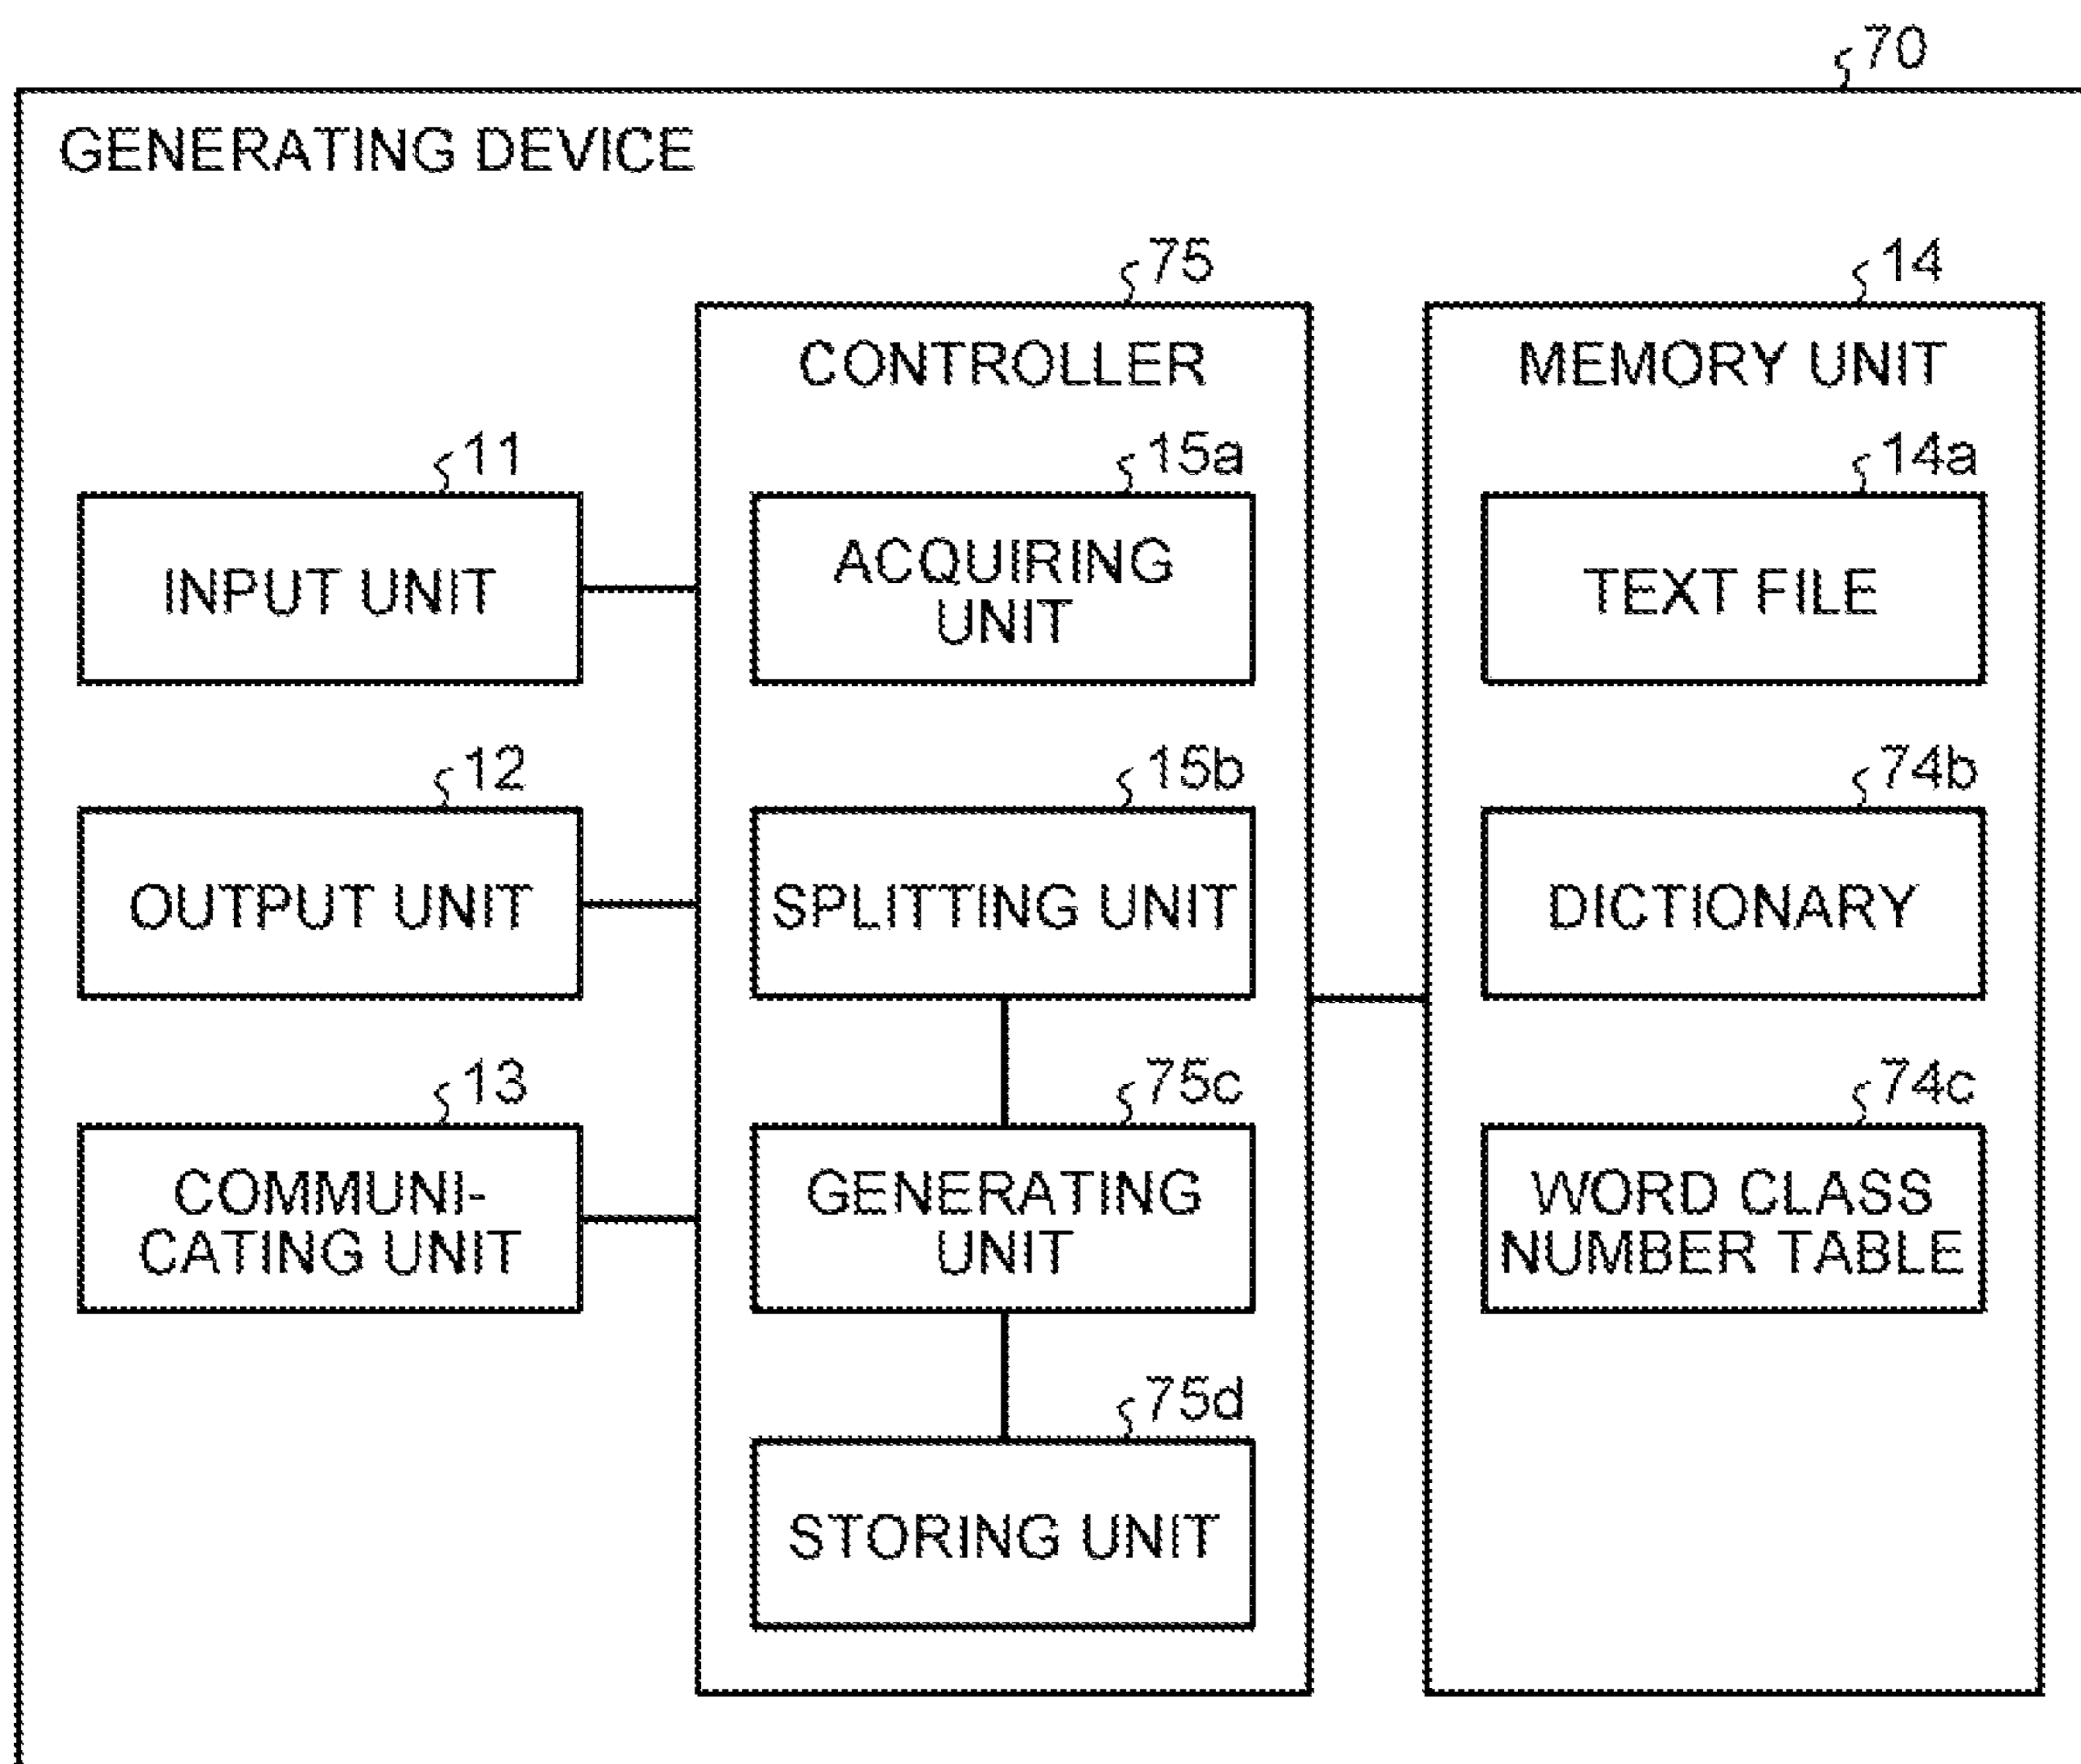 70
GENERATING DEVICE
75
CONTROLLER
14
MEMORY UNIT
11
INPUT UNIT
15a
ACQUIRING
UNIT
14a
TEXT FILE
12
OUTPUT UNIT
15b
SPLITTING UNIT
74b
DICTIONARY
13
COMMUNI-
CATING UNIT
75c
GENERATING
UNIT
74c
WORD CLASS
NUMBER TABLE
75d
STORING UNIT